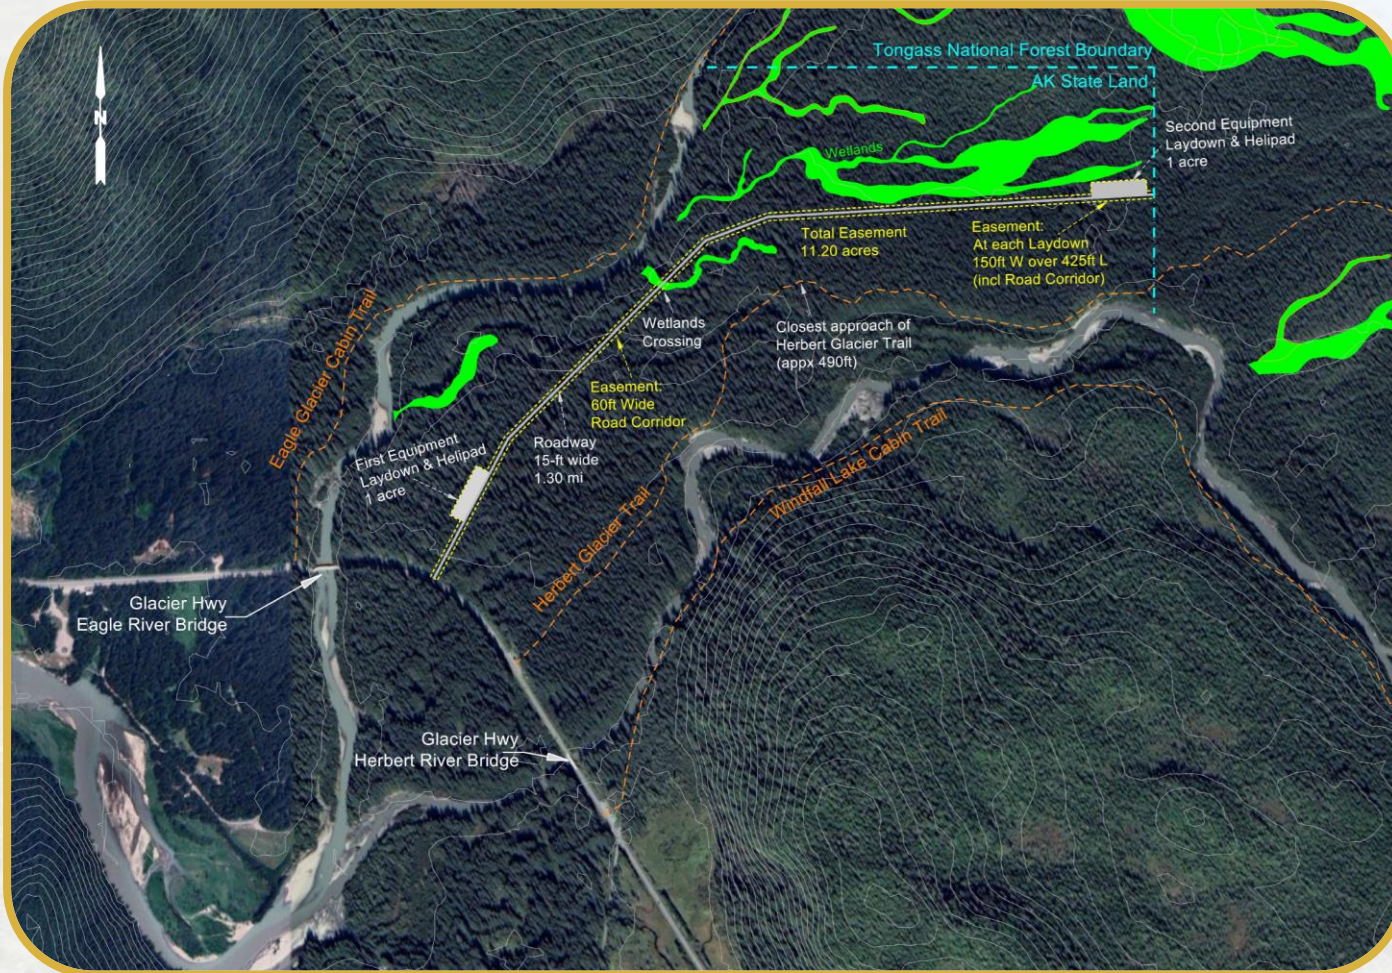 Tongass National Forest Boundary
AK State Land
N
Second Equipment
Laydown & Helipad
1 acre
Wetlands
Total Easement
11.20 acres
Easement:
At each Laydown
150ft W over 425ft L
(incl Road Corridor)
Eagle Glacier Cabin Trail
Wetlands
Crossing
Closest approach of
Herbert Glacier Trail
(appx 490ft)
Easement:
60ft Wide
Road Corridor
First Equipment
Laydown & Helipad
1 acre
Roadway
15-ft wide
1.30 mi
Windfall Lake Cabin Trail
Herbert Glacier Trail
Glacier Hwy
Eagle River Bridge
Glacier Hwy
Herbert River Bridge